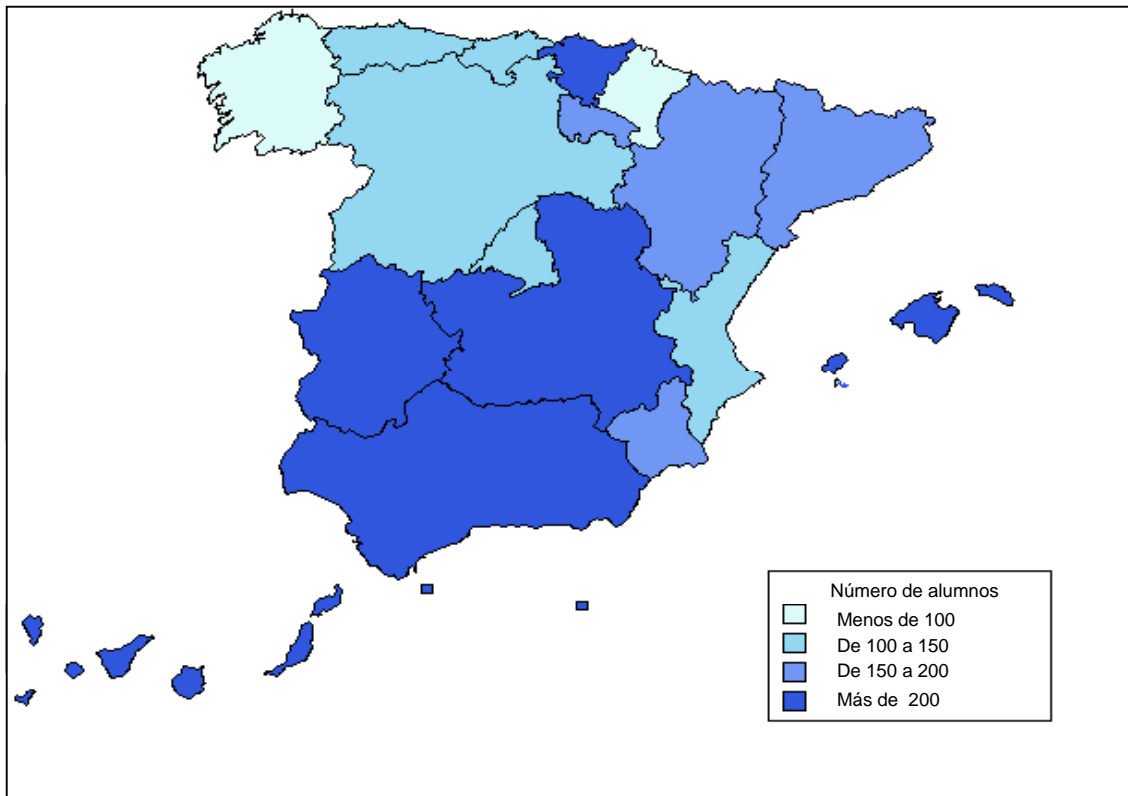 Número de alumnos
Menos de 100
De 100 a 150
De 150 a 200
Más de 200